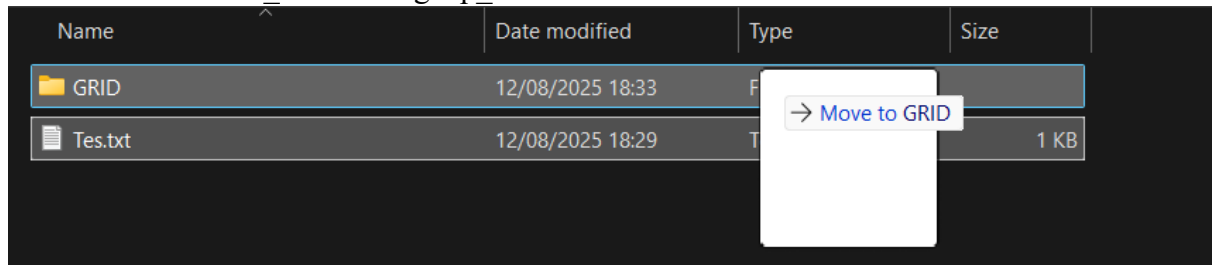 Name Date modified Type Size
GRID 12/08/2025 18:33
Move to GRID
Tes.txt 12/08/2025 18:29 1 KB